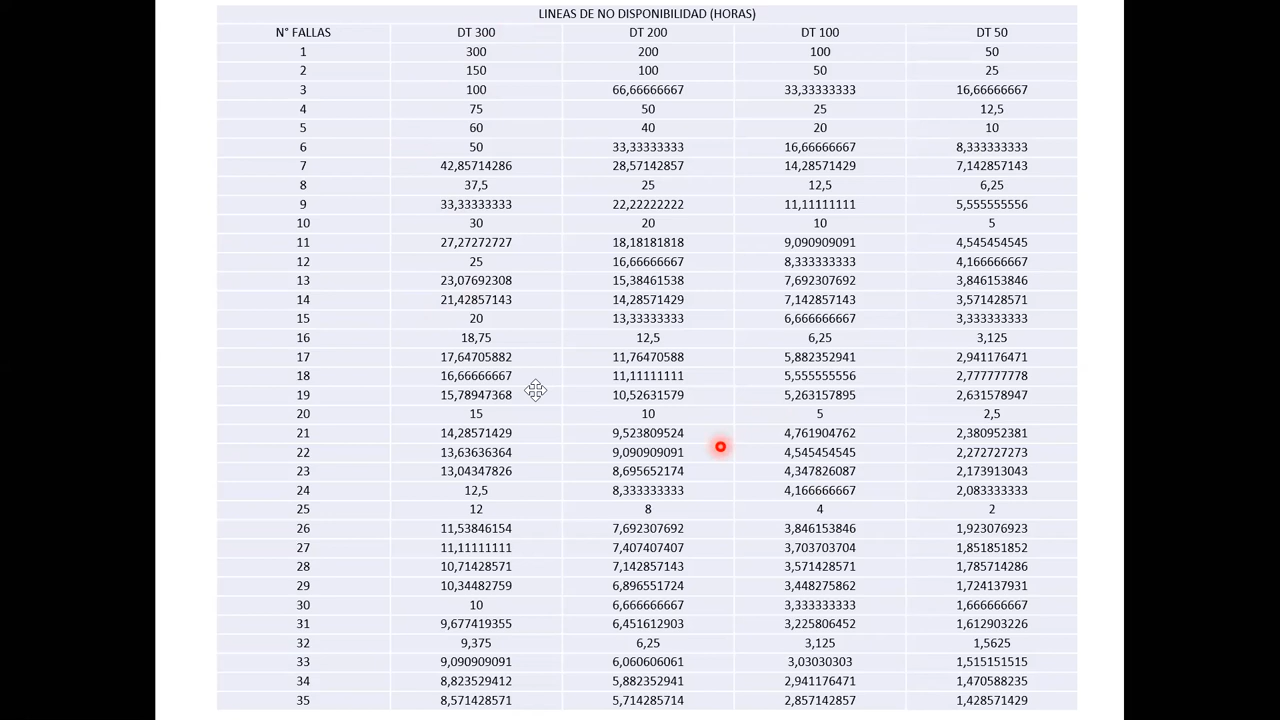 LINEAS DE NO DISPONIBILIDAD (HORAS)
N° FALLAS DT 300 DT 200 DT 100 DT 50
1 300 200 100 50
2 150 100 50 25
3 100 66,66666667 33,33333333 16,66666667
4 75 50 25 12,5
5 60 40 20 10
6 50 33,33333333 16,66666667 8,333333333
7 42,85714286 28,57142857 14,28571429 7,142857143
8 37,5 25 12,5 6,25
9 33,33333333 22,22222222 11,11111111 5,555555556
10 30 20 10 5
11 27,27272727 18,18181818 9,090909091 4,545454545
12 25 16,66666667 8,333333333 4,166666667
13 23,07692308 15,38461538 7,692307692 3,846153846
14 21,42857143 14,28571429 7,142857143 3,571428571
15 20 13,33333333 6,666666667 3,333333333
16 18,75 12,5 6,25 3,125
17 17,64705882 11,76470588 5,882352941 2,941176471
18 16,66666667 11,11111111 5,555555556 2,777777778
19 15,78947368 10,52631579 5,263157895 2,631578947
20 15 10 5 2,5
21 14,28571429 9,523809524 4,761904762 2,380952381
22 13,63636364 9,090909091 4,545454545 2,272727273
23 13,04347826 8,695652174 4,347826087 2,173913043
24 12,5 8,333333333 4,166666667 2,083333333
25 12 8 4 2
26 11,53846154 7,692307692 3,846153846 1,923076923
27 11,11111111 7,407407407 3,703703704 1,851851852
28 10,71428571 7,142857143 3,571428571 1,785714286
29 10,34482759 6,896551724 3,448275862 1,724137931
30 10 6,666666667 3,333333333 1,666666667
31 9,677419355 6,451612903 3,225806452 1,612903226
32 9,375 6,25 3,125 1,5625
33 9,090909091 6,060606061 3,03030303 1,515151515
34 8,823529412 5,882352941 2,941176471 1,470588235
35 8,571428571 5,714285714 2,857142857 1,428571429